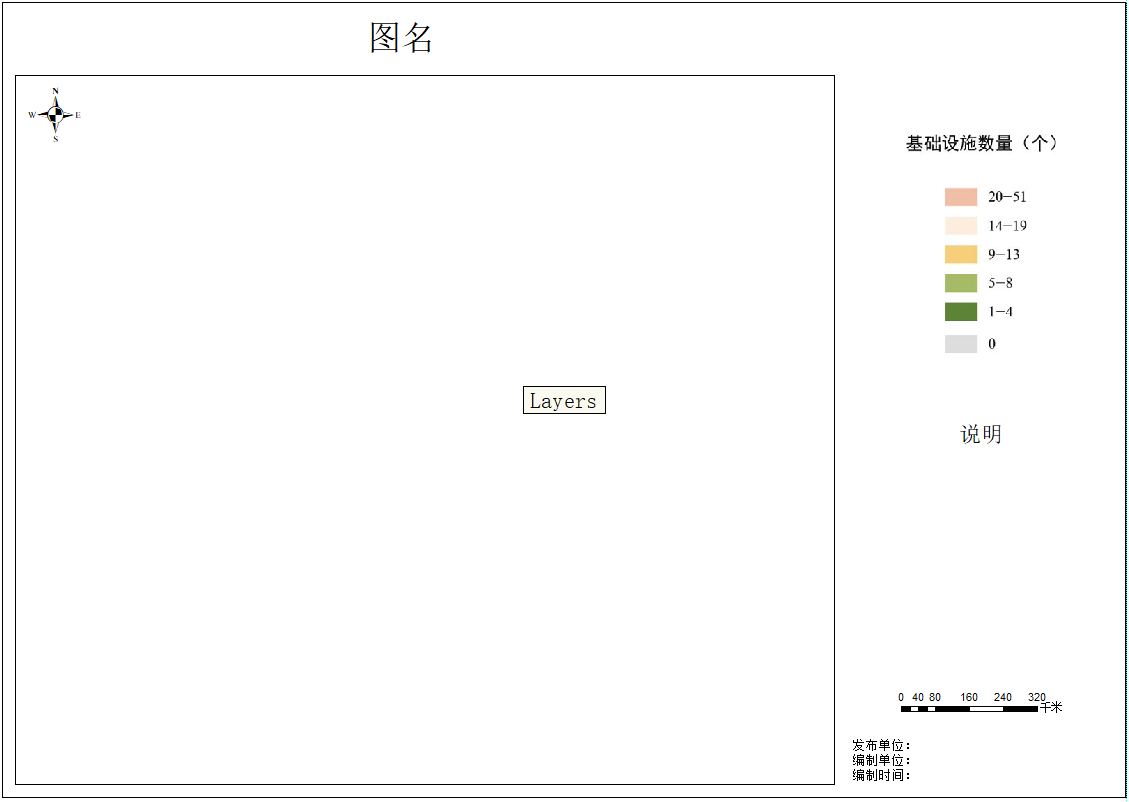 图名
N
W E
S
基础设施数量（个）
20—51
14—19
9—13
5—8
1—4
0
Layers
说明
0 40 80 160 240 320
千米
发布单位：
编制单位：
编制时间：